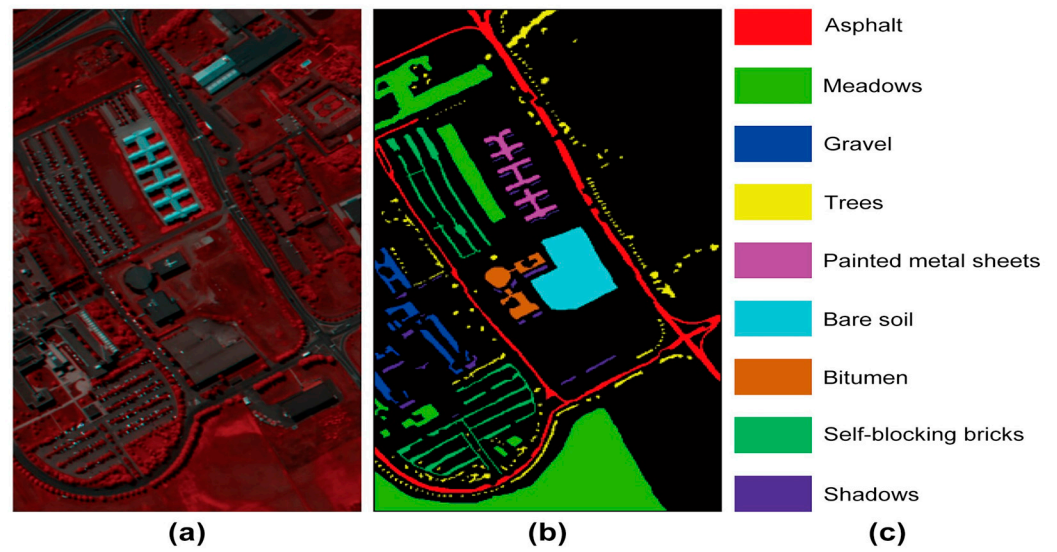 Asphalt
Meadows
Gravel
Trees
Painted metal sheets
Bare soil
Bitumen
Self-blocking bricks
Shadows
(a)
(b)
(c)